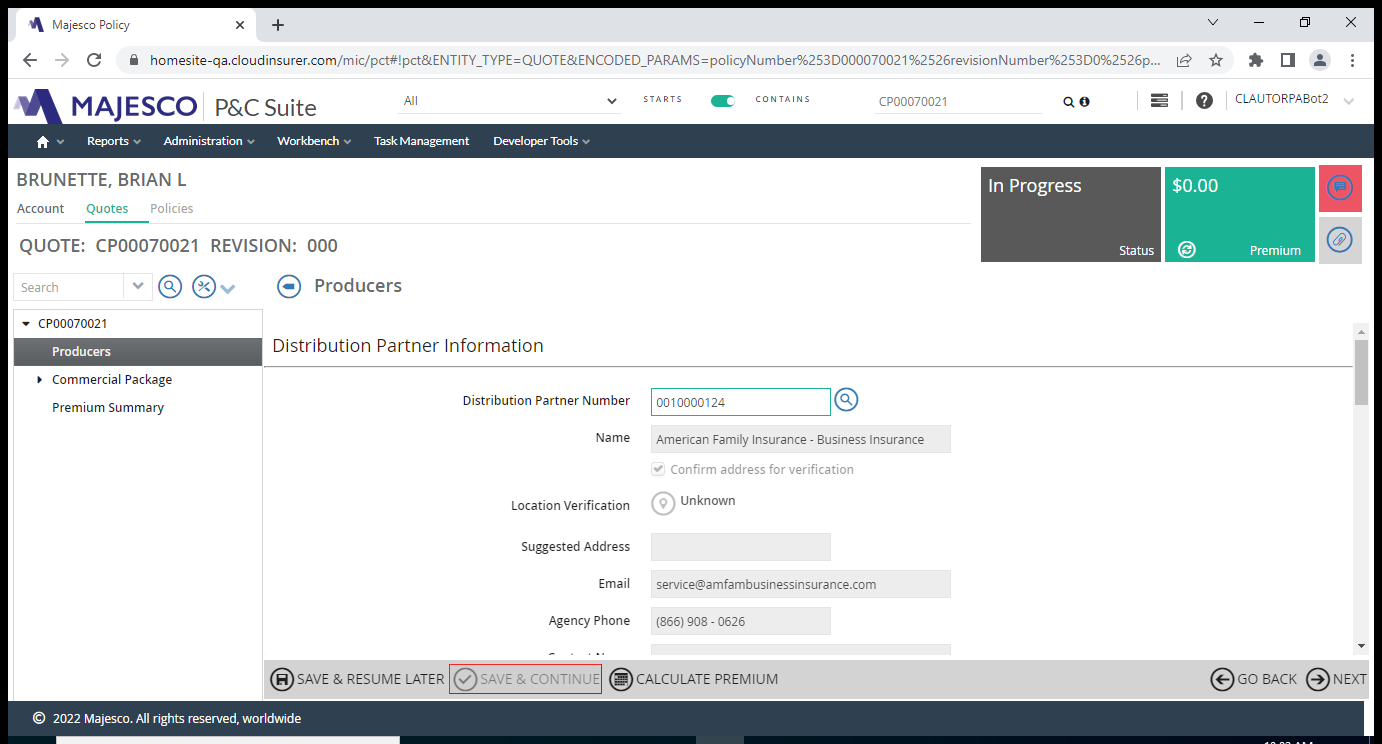 Majesco Policy
homesite-qa.cloudinsurer.com/mic/pct#!pct&ENTITY_TYPE=QUOTE&ENCODED_PARAMS=policyNumber%253D000070021%2526revisionNumber%253D0%2526p...
MAJESCO P&C Suite All STARTS CONTAINS CP00070021 CLAUTORPABot2
Reports Administration Workbench Task Management Developer Tools
BRUNETTE, BRIAN L
In Progress
$0.00
Account Quotes Policies
QUOTE: CP00070021 REVISION: 000
Status
Premium
Search
Producers
CP00070021
Producers
Commercial Package
Premium Summary
Distribution Partner Information
Distribution Partner Number 0010000124
Name American Family Insurance - Business Insurance
Confirm address for verification
Location Verification Unknown
Suggested Address
Email service@amfambusinessinsurance.com
Agency Phone (866) 908 - 0626
SAVE & RESUME LATER SAVE & CONTINUE CALCULATE PREMIUM GO BACK NEXT
© 2022 Majesco. All rights reserved, worldwide